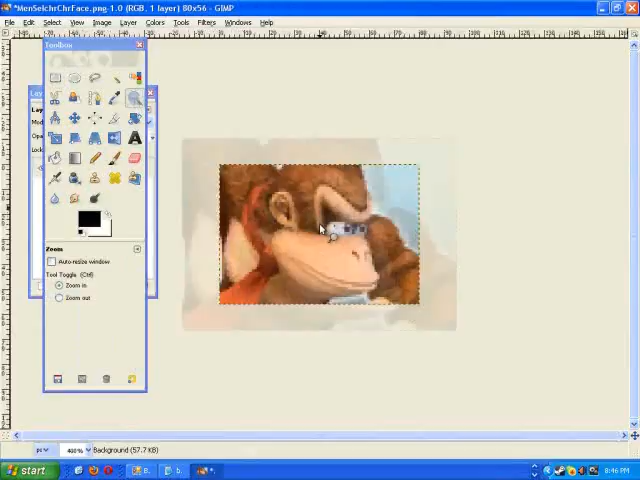 *MenSelchrChrFace.png-1.0 (RGB, 1 layer) 80x56 – GIMP
File Edit Select View Image Layer Colors Tools Filters Windows Help
Toolbox
Zoom
Auto-resize window
Tool Toggle (Ctrl)
Zoom in
Zoom out
400% Background (57.7 KB)
start 8:46 PM